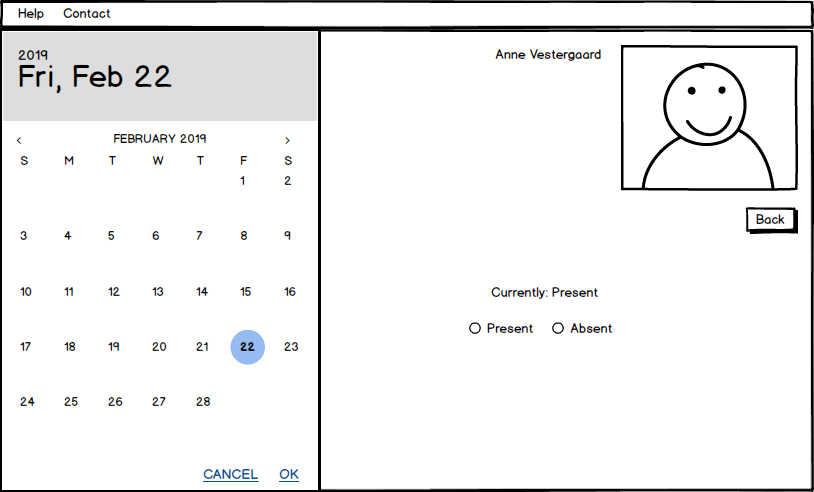 Help Contact
2019
Fri, Feb 22
< FEBRUARY 2019 >
S M T W T F S
1 2
3 4 5 6 7 8 9
10 11 12 13 14 15 16
17 18 19 20 21 22 23
24 25 26 27 28
CANCEL OK
Anne Vestergaard
Back
Currently: Present
Present Absent